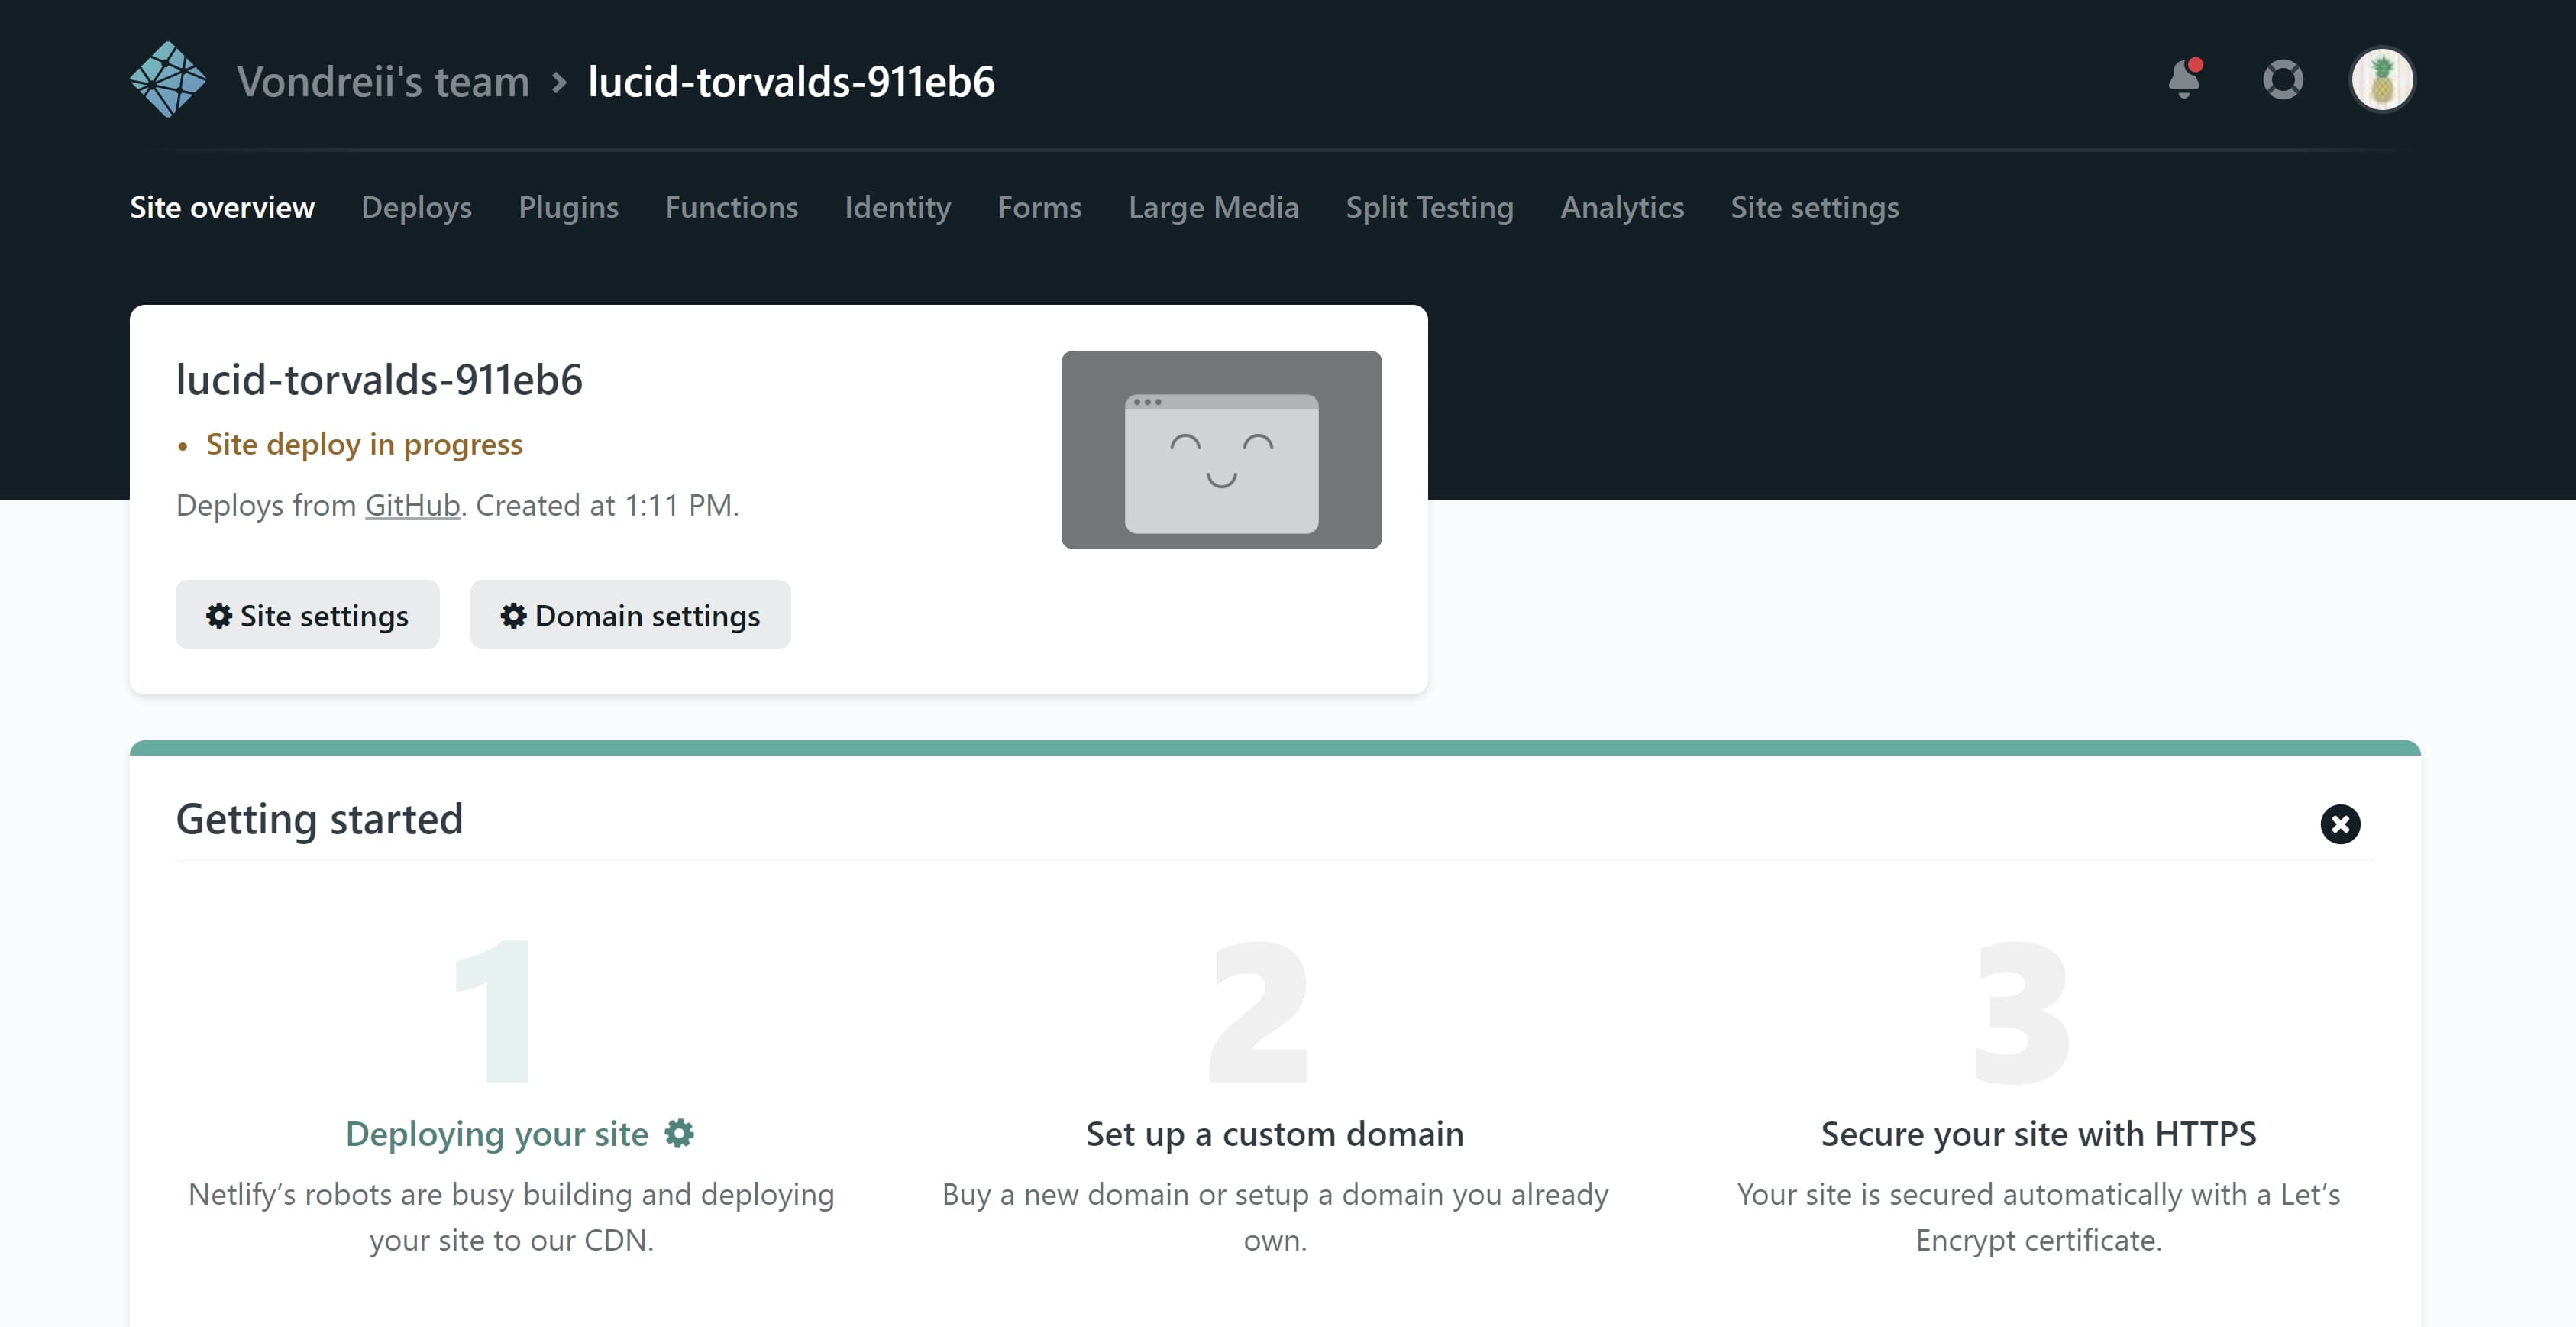 Vondreii's team > lucid-torvalds-911eb6
Site overview Deploys Plugins Functions Identity Forms Large Media Split Testing Analytics Site settings
lucid-torvalds-911eb6
• Site deploy in progress
Deploys from GitHub. Created at 1:11 PM.
Site settings Domain settings
Getting started
1
Deploying your site
Netlify’s robots are busy building and deploying
your site to our CDN.
2
Set up a custom domain
Buy a new domain or setup a domain you already
own.
3
Secure your site with HTTPS
Your site is secured automatically with a Let’s
Encrypt certificate.